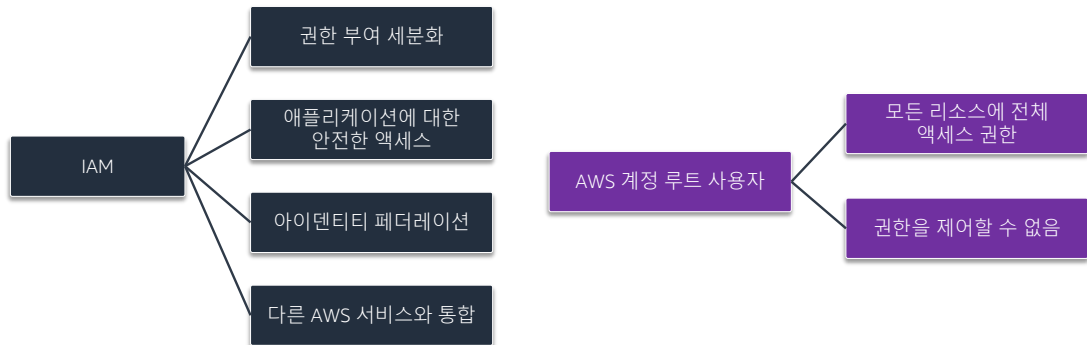 IAM
권한 부여 세분화
애플리케이션에 대한
안전한 액세스
아이덴티티 페더레이션
다른 AWS 서비스와 통합
AWS 계정 루트 사용자
모든 리소스에 전체
액세스 권한
권한을 제어할 수 없음